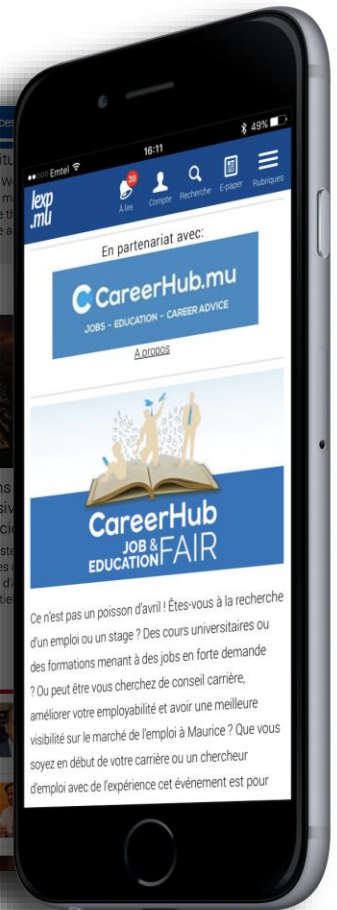 Emtel
16:11
49%
lexp
.mu
20
À lire
Compte
Recherche
E-paper
Rubriques
En partenariat avec:
CareerHub.mu
JOBS - EDUCATION - CAREER ADVICE
A propos
CareerHub
JOB &
EDUCATION FAIR
Ce n'est pas un poisson d'avril ! Êtes-vous à la recherche
d'un emploi ou un stage ? Des cours universitaires ou
des formations menant à des jobs en forte demande
? Ou peut être vous cherchez de conseil carrière,
améliorer votre employabilité et avoir une meilleure
visibilité sur le marché de l'emploi à Maurice ? Que vous
soyez en début de votre carrière ou un chercheur
d'emploi avec de l'expérience cet événement est pour